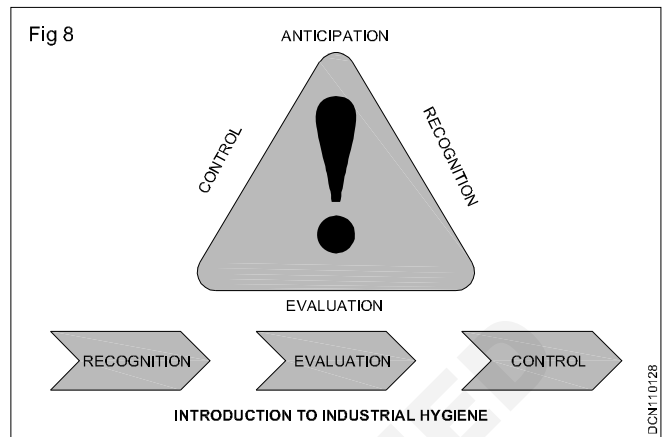 Fig 8
ANTICIPATION
CONTROL
RECOGNITION
EVALUATION
RECOGNITION
EVALUATION
CONTROL
INTRODUCTION TO INDUSTRIAL HYGIENE
DCN110128